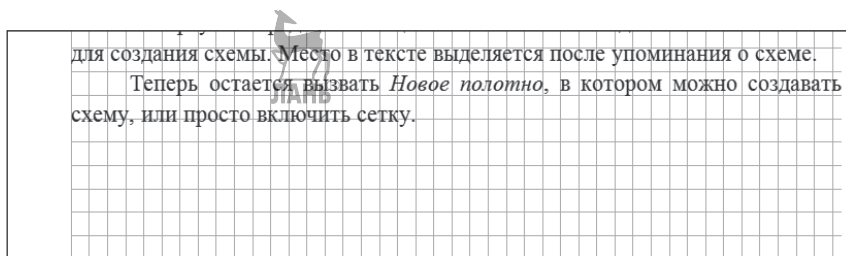 для создания схемы. Место в тексте выделяется после упоминания о схеме.
Теперь остается вызвать Новое полотно, в котором можно создавать
схему, или просто включить сетку.
ЛАНЬ